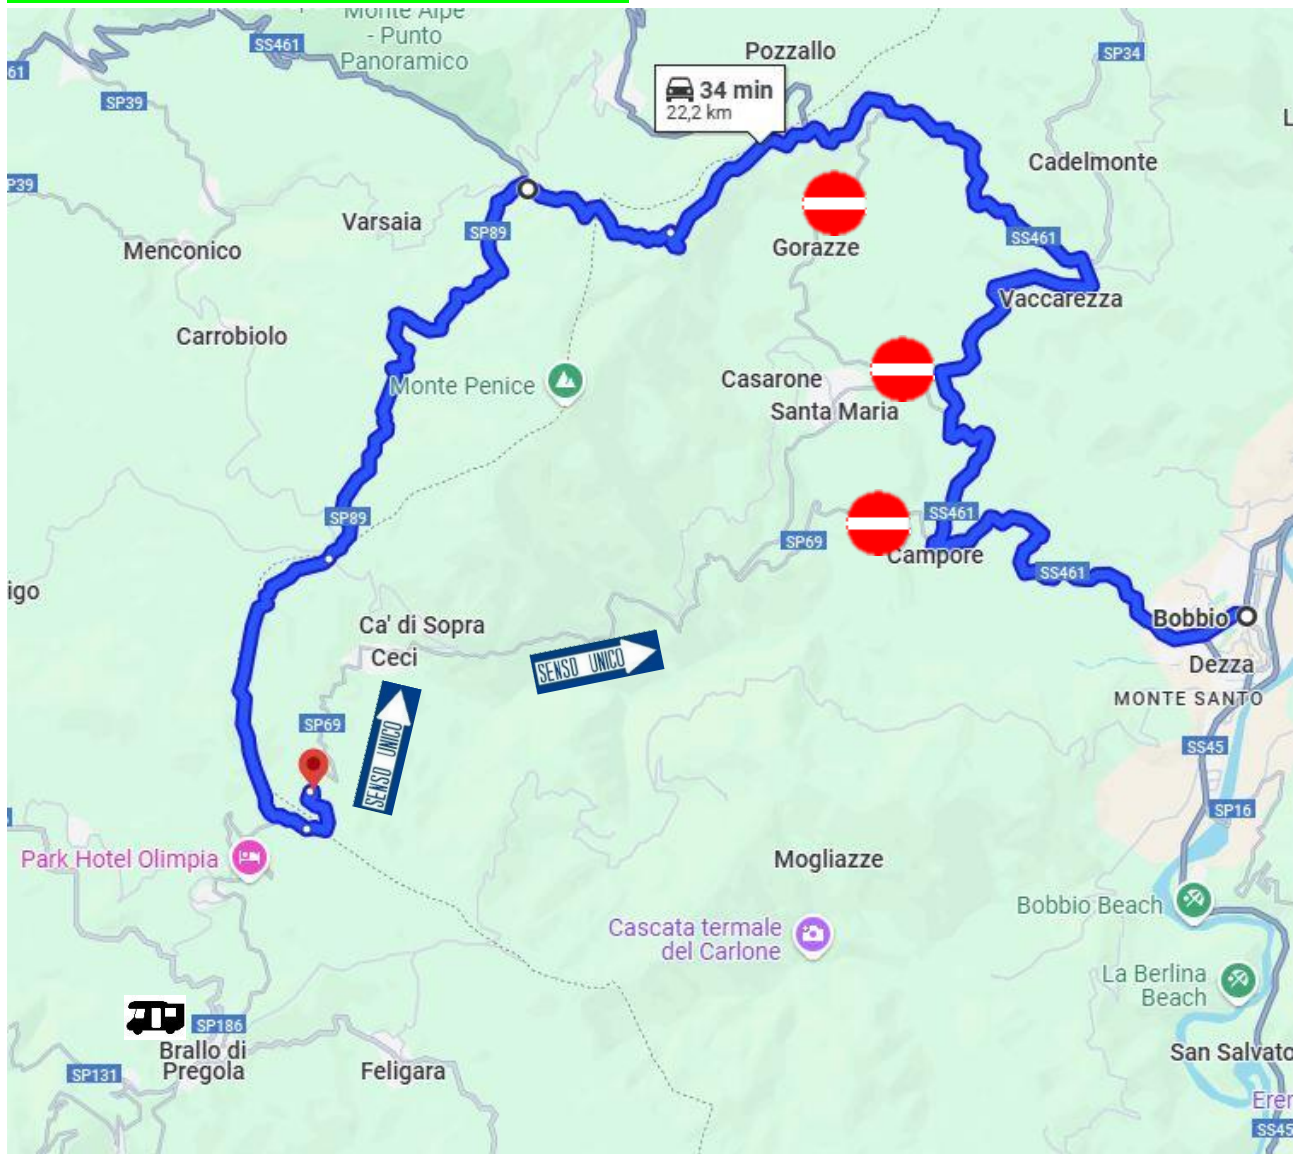 Monte Alpe
- Punto
Panoramico
SS461
Pozzallo
SP34
61
34 min
22,2 km
SP39
L
Cadelmonte
P39
Varsaia
SP89
Menconico
Gorazze
SS461
Vaccarezza
Carrobiolo
Monte Penice
Casarone
Santa Maria
SP89
SS461
SP69
Campore
SS461
igo
Bobbio
Ca' di Sopra
Ceci
SENSO UNICO
Dezza
MONTE SANTO
SP69
SENSO UNICO
SS45
SP16
Park Hotel Olimpia
Mogliazze
Bobbio Beach
Cascata termale
del Carlone
La Berlina
Beach
SP186
Brallo di
Pregola
San Salvato
Feligara
SP131
Erer
SS45